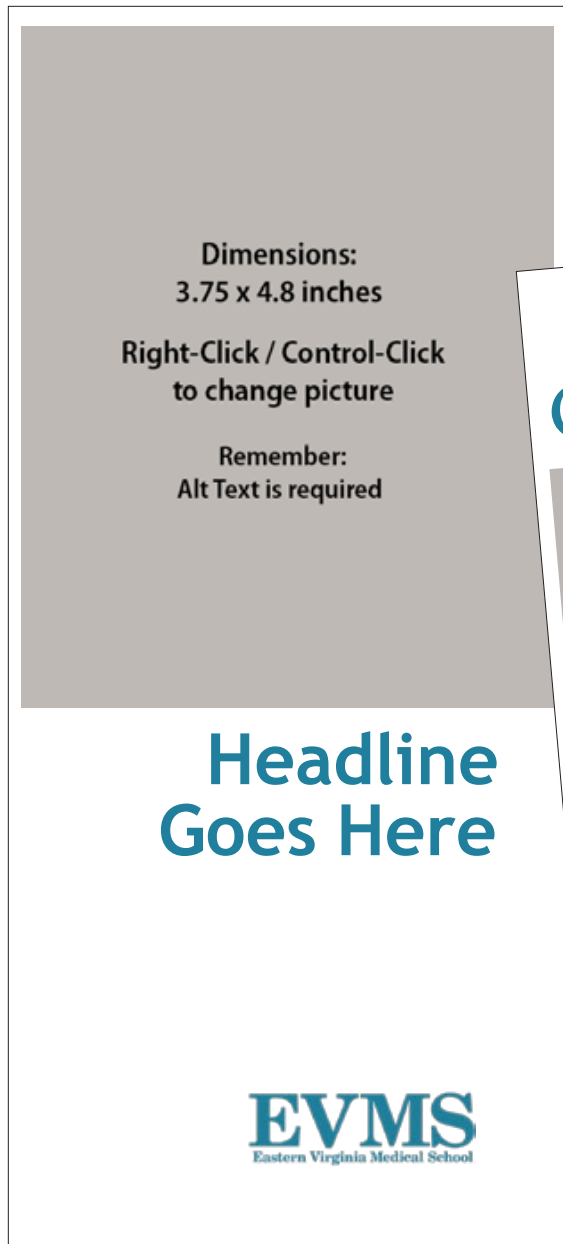 Dimensions:
3.75 x 4.8 inches
Right-Click / Control-Click
to change picture
Remember:
Alt Text is required
Headline
Goes Here
EVMS
Eastern Virginia Medical School